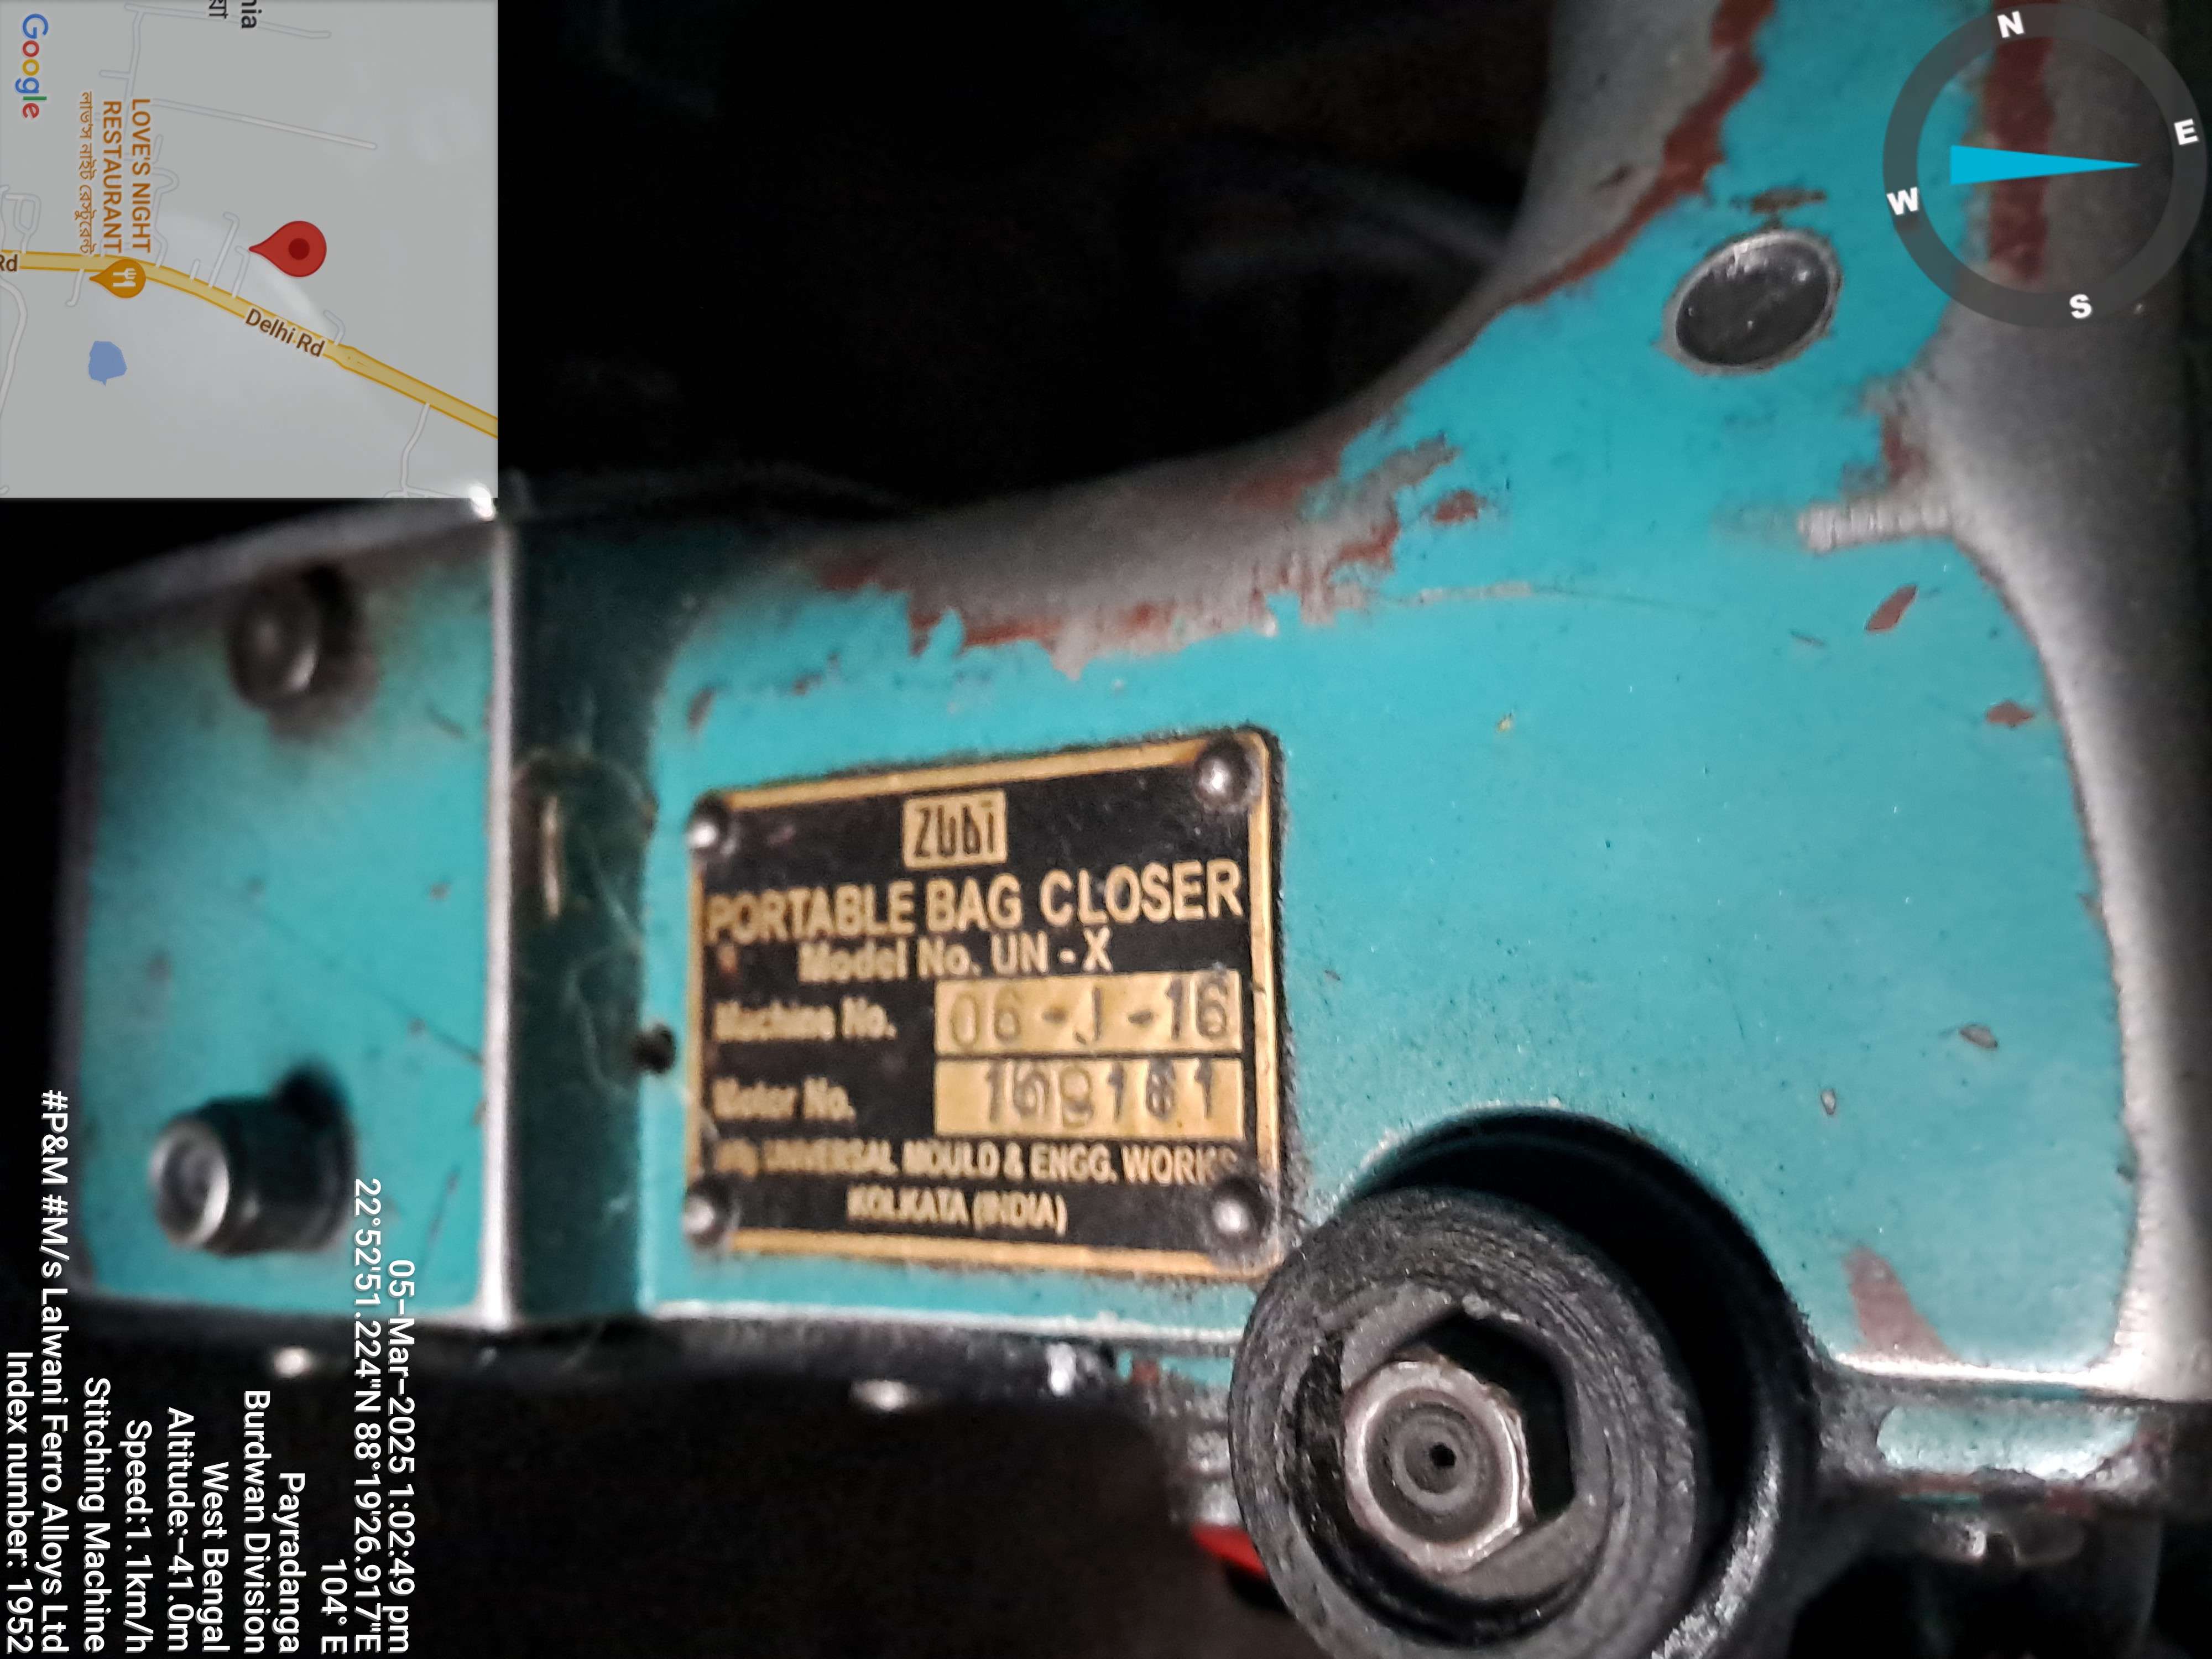 Zubi
PORTABLE BAG CLOSER
Model No. UN - X
Machine No. 06 - J - 16
Motor No.
Mfg UNIVERSAL MOULD & ENGG. WORKS
KOLKATA (INDIA)
N
E
S
W
Google
LOVE'S NIGHT
RESTAURANT
লাভ'স নাইট রেস্টুরেন্ট
Delhi Rd
Rd
05-Mar-2025 1:02:49 pm
22°52'51.224"N 88°19'26.917"E
104° E
Payradanga
Burdwan Division
West Bengal
Altitude:-41.0m
Speed:1.1km/h
Stitching Machine
#P&M #M/s Lalwani Ferro Alloys Ltd
Index number: 1952